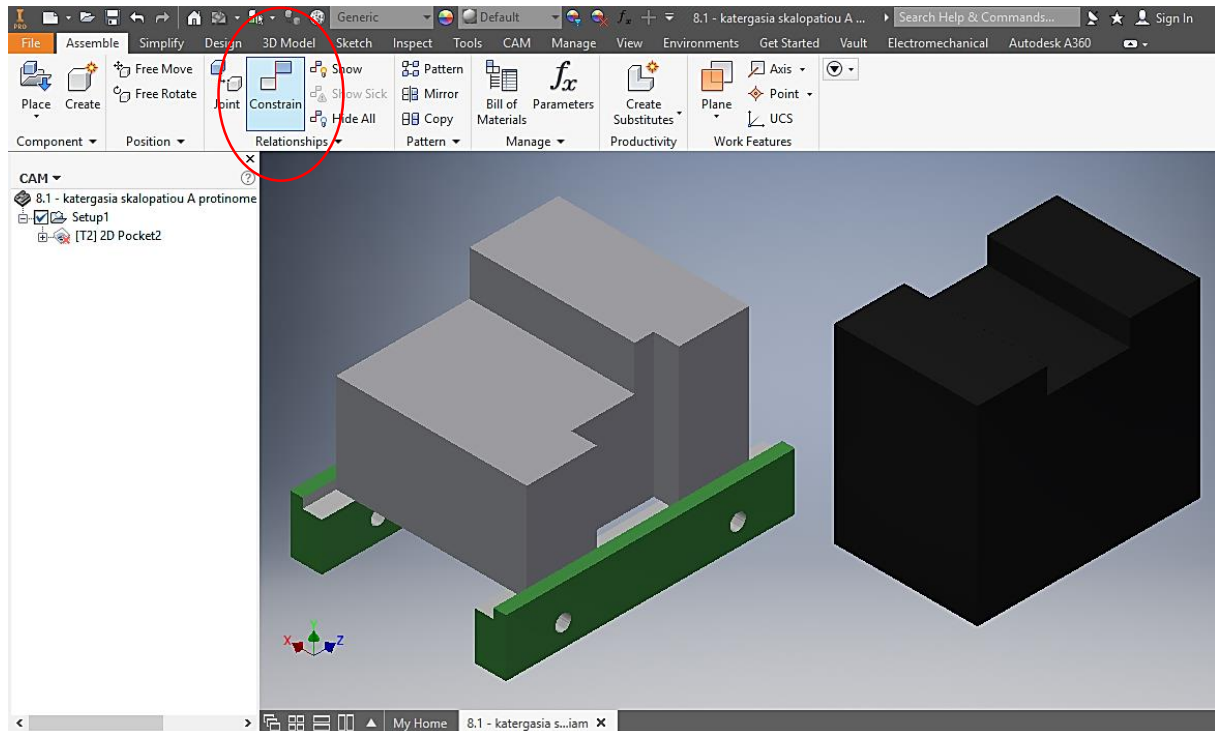 PRO
Generic
Default
fx
8.1 - katergasia skalopatiou A ...
Search Help & Commands...
Sign In
File Assemble Simplify Design 3D Model Sketch Inspect Tools CAM Manage View Environments Get Started Vault Electromechanical Autodesk A360
Place
Create
Free Move
Free Rotate
Joint
Constrain
Show
Show Sick
Hide All
Pattern
Mirror
Copy
Bill of
Materials
fx
Parameters
Create
Substitutes
Plane
Axis
Point
UCS
Component Position Relationships Pattern Manage Productivity Work Features
CAM
8.1 - katergasia skalopatiou A protinome
Setup1
[T2] 2D Pocket2
X Y Z
My Home 8.1 - katergasia s...iam